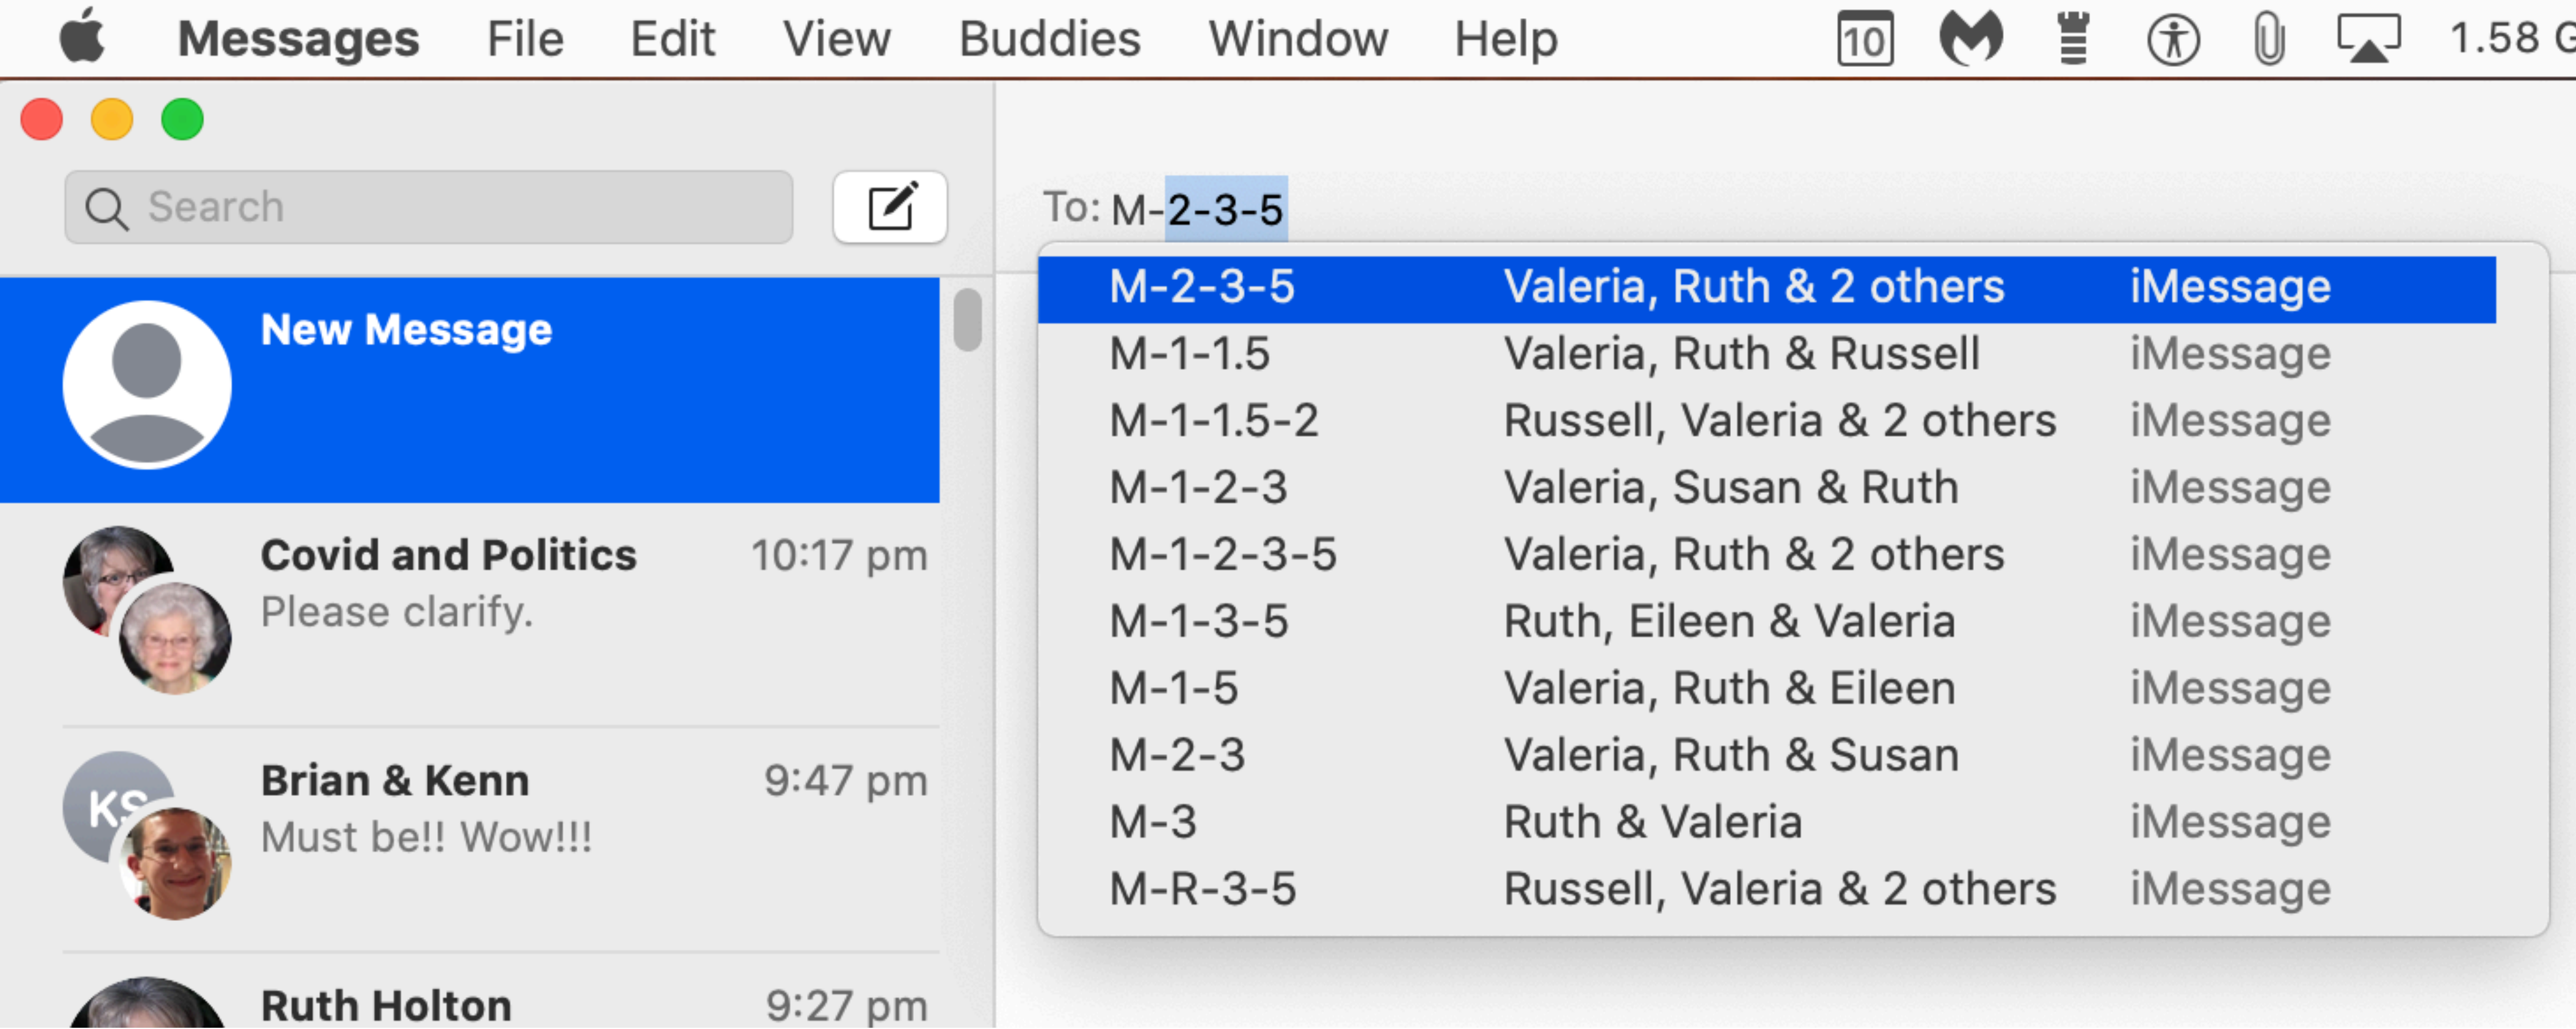 Messages File Edit View Buddies Window Help 10 1.58 G
Search
To: M-2-3-5
New Message
Covid and Politics 10:17 pm
Please clarify.
KS
Brian & Kenn 9:47 pm
Must be!! Wow!!!
Ruth Holton 9:27 pm
M-2-3-5 Valeria, Ruth & 2 others iMessage
M-1-1.5 Valeria, Ruth & Russell iMessage
M-1-1.5-2 Russell, Valeria & 2 others iMessage
M-1-2-3 Valeria, Susan & Ruth iMessage
M-1-2-3-5 Valeria, Ruth & 2 others iMessage
M-1-3-5 Ruth, Eileen & Valeria iMessage
M-1-5 Valeria, Ruth & Eileen iMessage
M-2-3 Valeria, Ruth & Susan iMessage
M-3 Ruth & Valeria iMessage
M-R-3-5 Russell, Valeria & 2 others iMessage